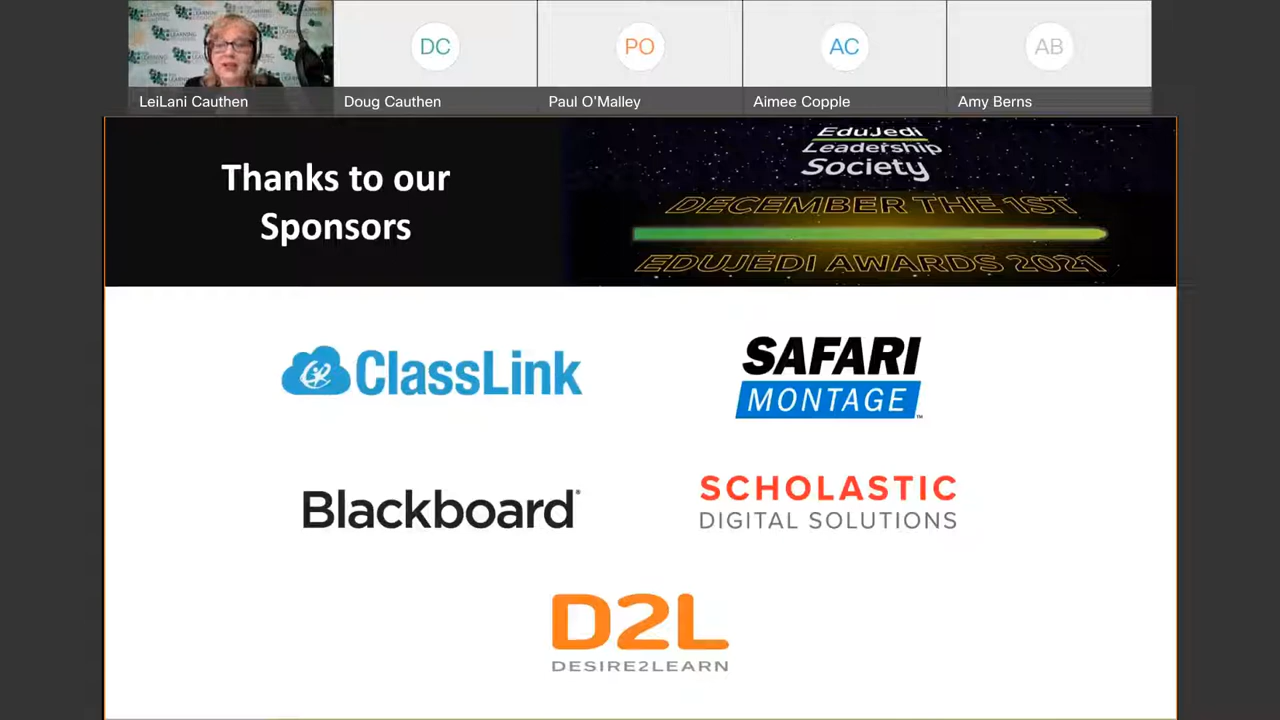 DC
PO
AC
AB
LeiLani Cauthen
Doug Cauthen
Paul O'Malley
Aimee Copple
Amy Berns
Thanks to our
Sponsors
EduJedi
Leadership
Society
DECEMBER THE 1ST
EDUJEDI AWARDS 2021
ClassLink
SAFARI
MONTAGE™
Blackboard®
SCHOLASTIC
DIGITAL SOLUTIONS
D2L
DESIRE2LEARN